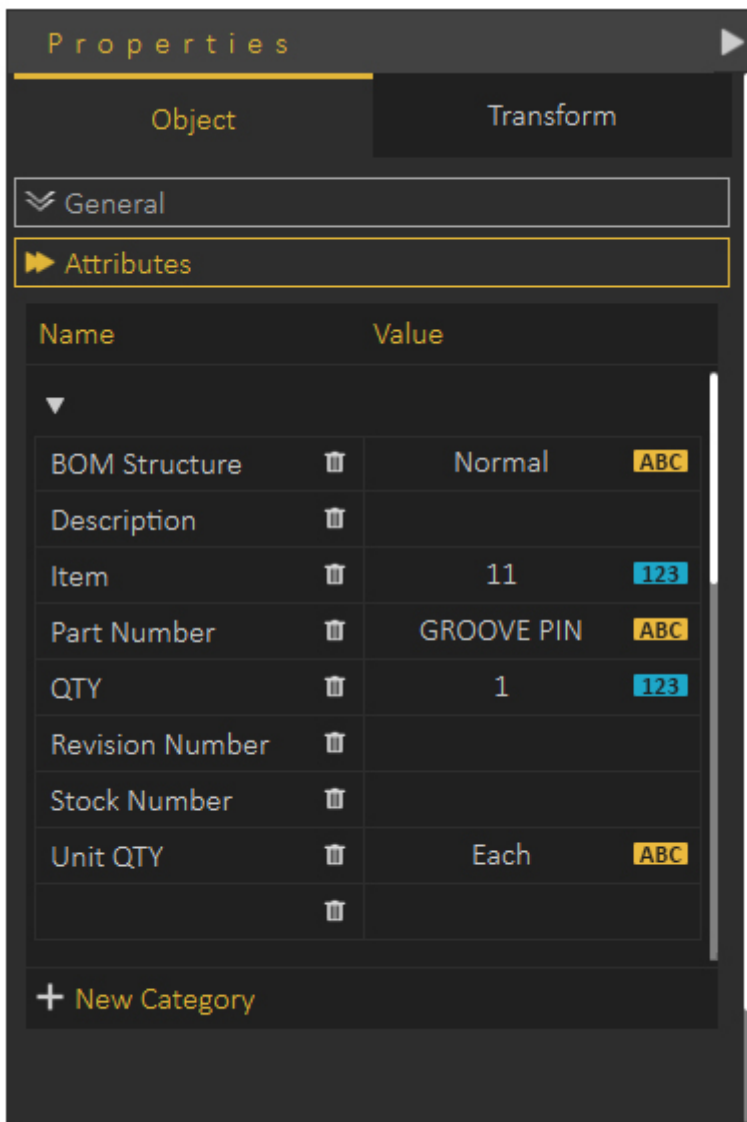 Properties
Object Transform
General
Attributes
Name Value
BOM Structure Normal ABC
Description
Item 11 123
Part Number GROOVE PIN ABC
QTY 1 123
Revision Number
Stock Number
Unit QTY Each ABC
+ New Category